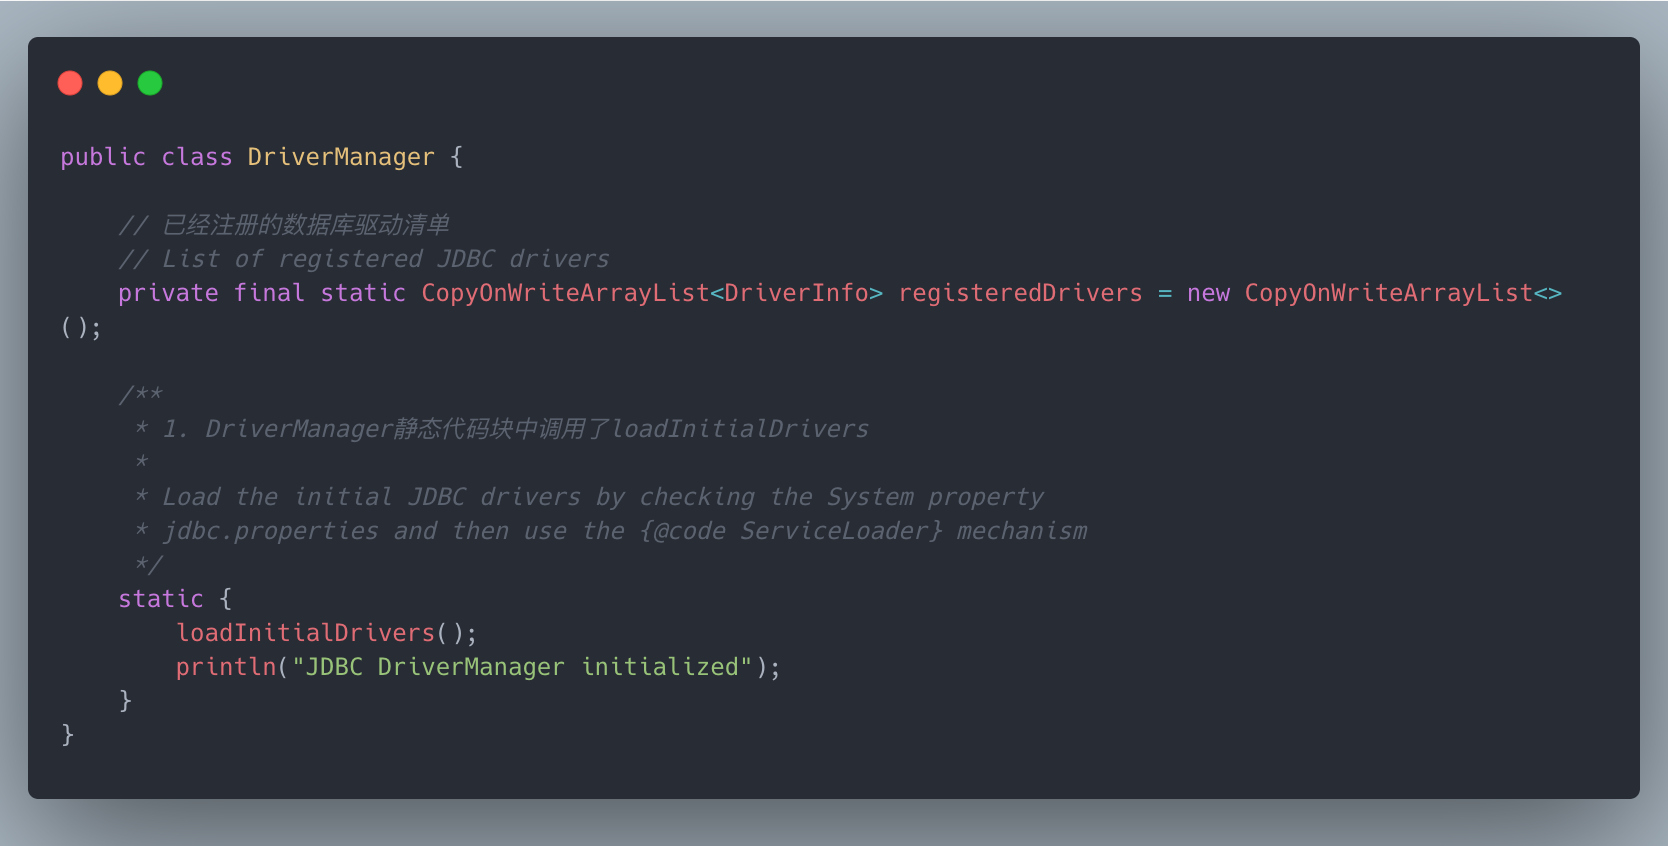 public class DriverManager {
    // 已经注册的数据库驱动清单
    // List of registered JDBC drivers
    private final static CopyOnWriteArrayList<DriverInfo> registeredDrivers = new CopyOnWriteArrayList<>
();
    /**
     * 1. DriverManager静态代码块中调用了loadInitialDrivers
     *
     * Load the initial JDBC drivers by checking the System property
     * jdbc.properties and then use the {@code ServiceLoader} mechanism
     */
    static {
        loadInitialDrivers();
        println("JDBC DriverManager initialized");
    }
}